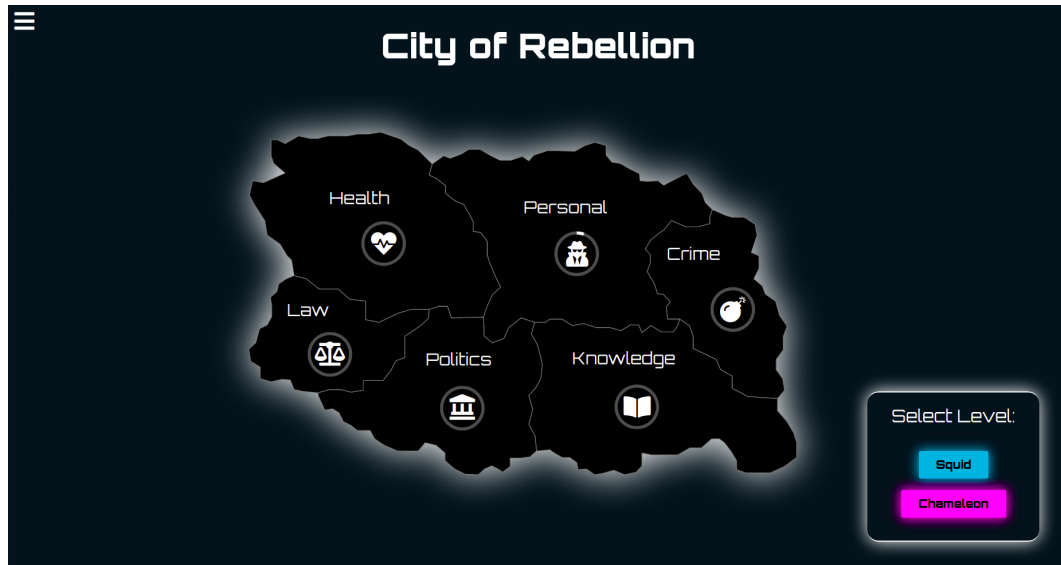 City of Rebellion
Health
Personal
Crime
Law
Politics
Knowledge
Select Level:
Squid
Chameleon